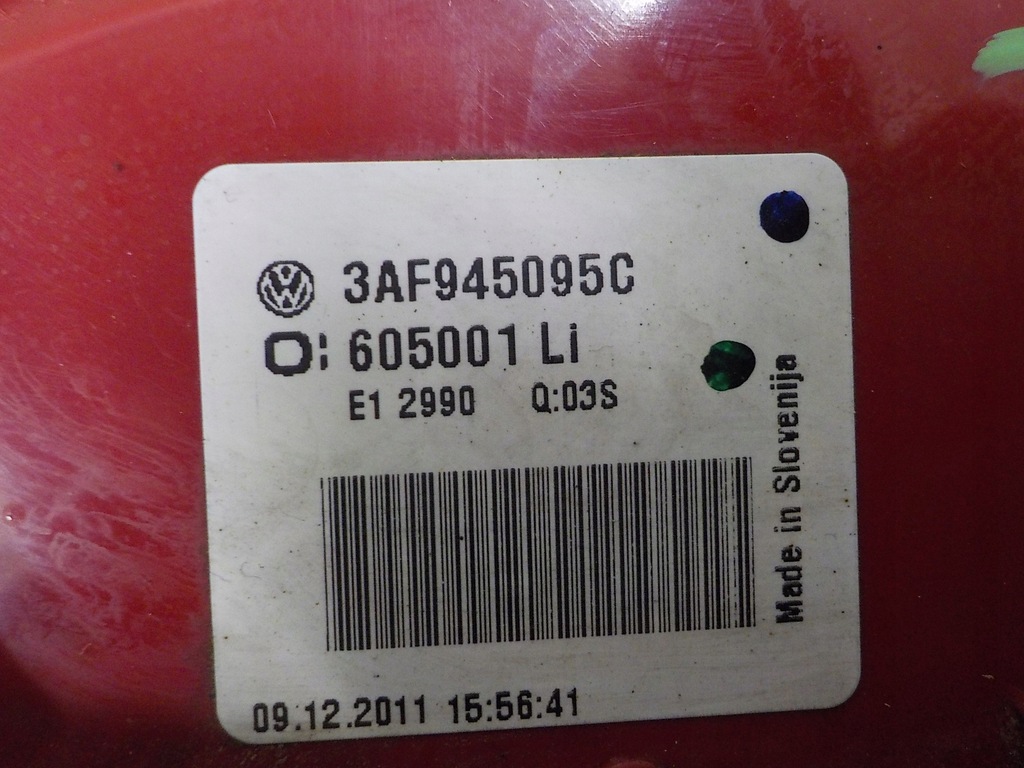 3AF945095C
O: 605001 Li
E1 2990 Q:03S
Made in Slovenija
09.12.2011 15:56:41